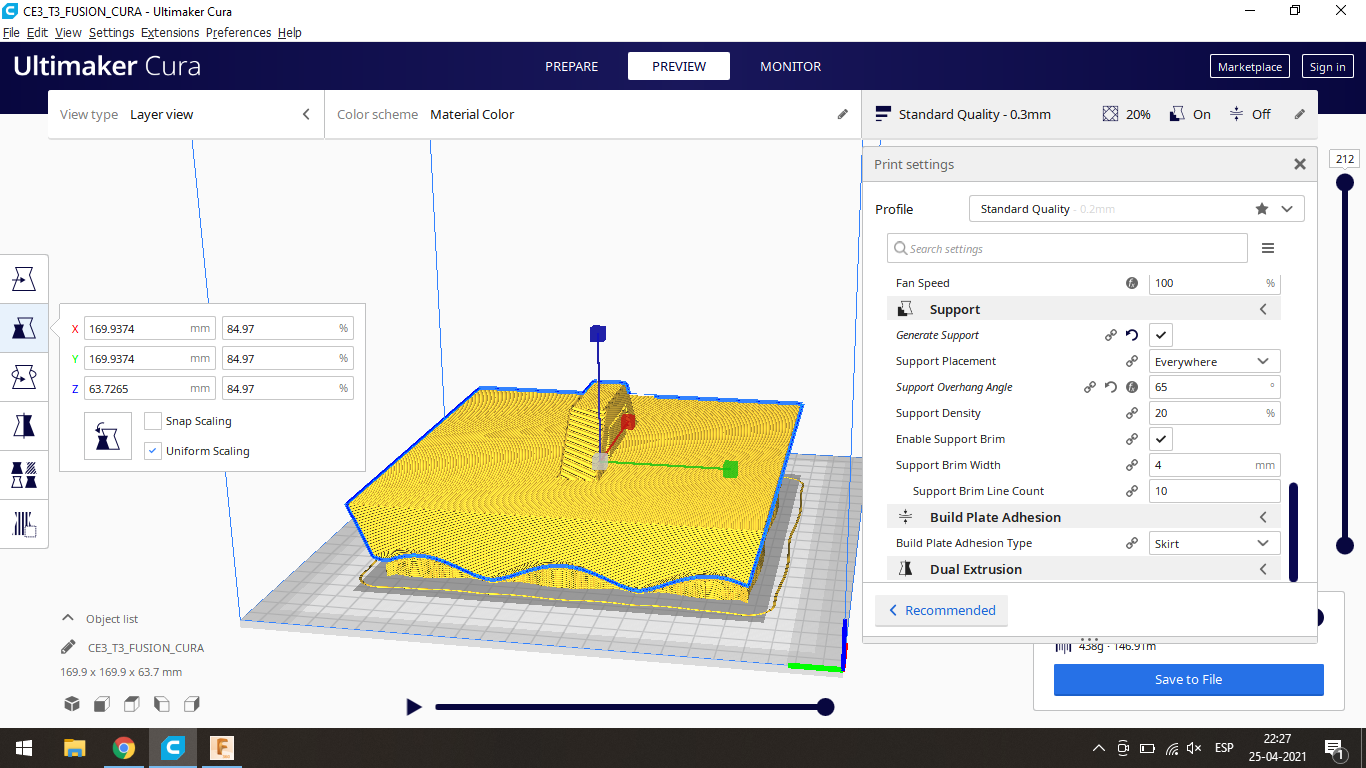 CE3_T3_FUSION_CURA - Ultimaker Cura
File Edit View Settings Extensions Preferences Help
Ultimaker Cura
PREPARE
PREVIEW
MONITOR
Marketplace
Sign in
View type Layer view
Color scheme Material Color
Standard Quality - 0.3mm
20%
On
Off
Print settings
212
Profile
Standard Quality - 0.2mm
Search settings
Fan Speed
100 %
Support
Generate Support
Support Placement
Everywhere
Support Overhang Angle
65 °
Support Density
20 %
Enable Support Brim
Support Brim Width
4 mm
Support Brim Line Count
10
Build Plate Adhesion
Build Plate Adhesion Type
Skirt
Dual Extrusion
Recommended
X 169.9374 mm 84.97 %
Y 169.9374 mm 84.97 %
Z 63.7265 mm 84.97 %
Snap Scaling
Uniform Scaling
Object list
CE3_T3_FUSION_CURA
169.9 x 169.9 x 63.7 mm
438g · 146.91m
Save to File
ESP
22:27
25-04-2021
1